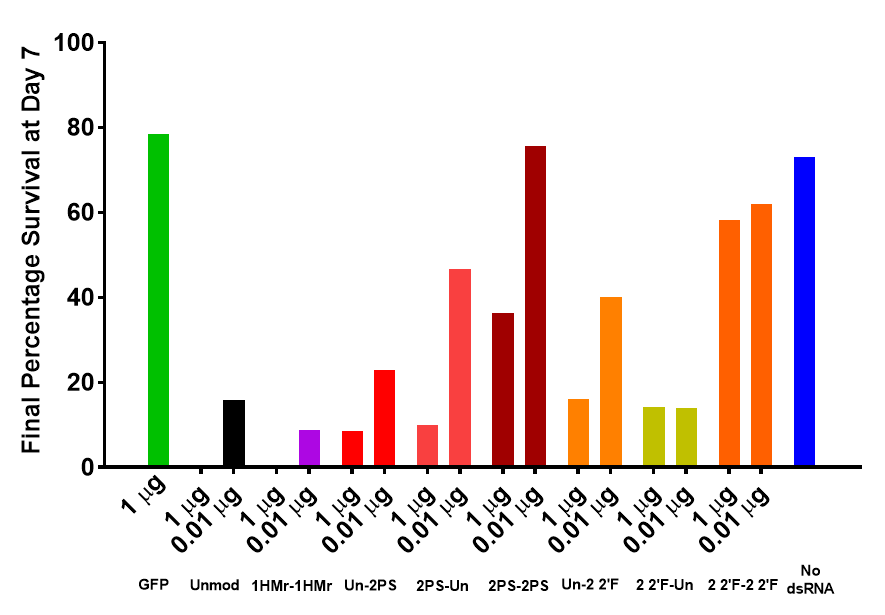 Final Percentage Survival at Day 7
100
80
60
40
20
0
1 μg
1 μg
0.01 μg
1 μg
0.01 μg
1 μg
0.01 μg
1 μg
0.01 μg
1 μg
0.01 μg
1 μg
0.01 μg
1 μg
0.01 μg
1 μg
0.01 μg
GFP
Unmod
1HMr-1HMr
Un-2PS
2PS-Un
2PS-2PS
Un-2 2'F
2 2'F-Un
2 2'F-2 2'F
No
dsRNA